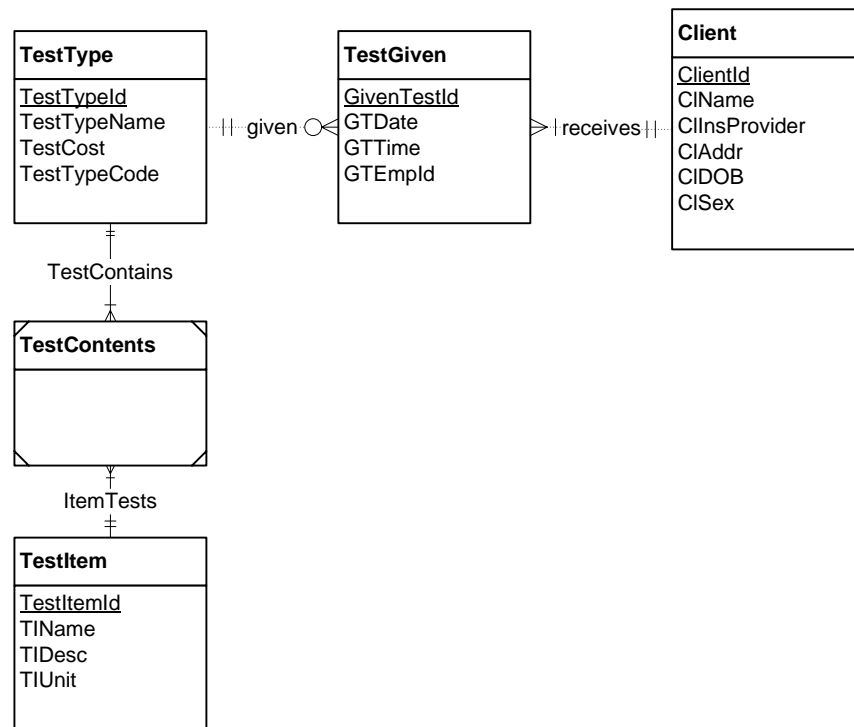 TestType
TestTypeId
TestTypeName
TestCost
TestTypeCode
given
TestGiven
GivenTestId
GTDate
GTTime
GTEmpId
receives
Client
ClientId
ClName
ClInsProvider
ClAddr
ClDOB
ClSex
TestContains
TestContents
ItemTests
TestItem
TestItemId
TIName
TIDesc
TIUnit